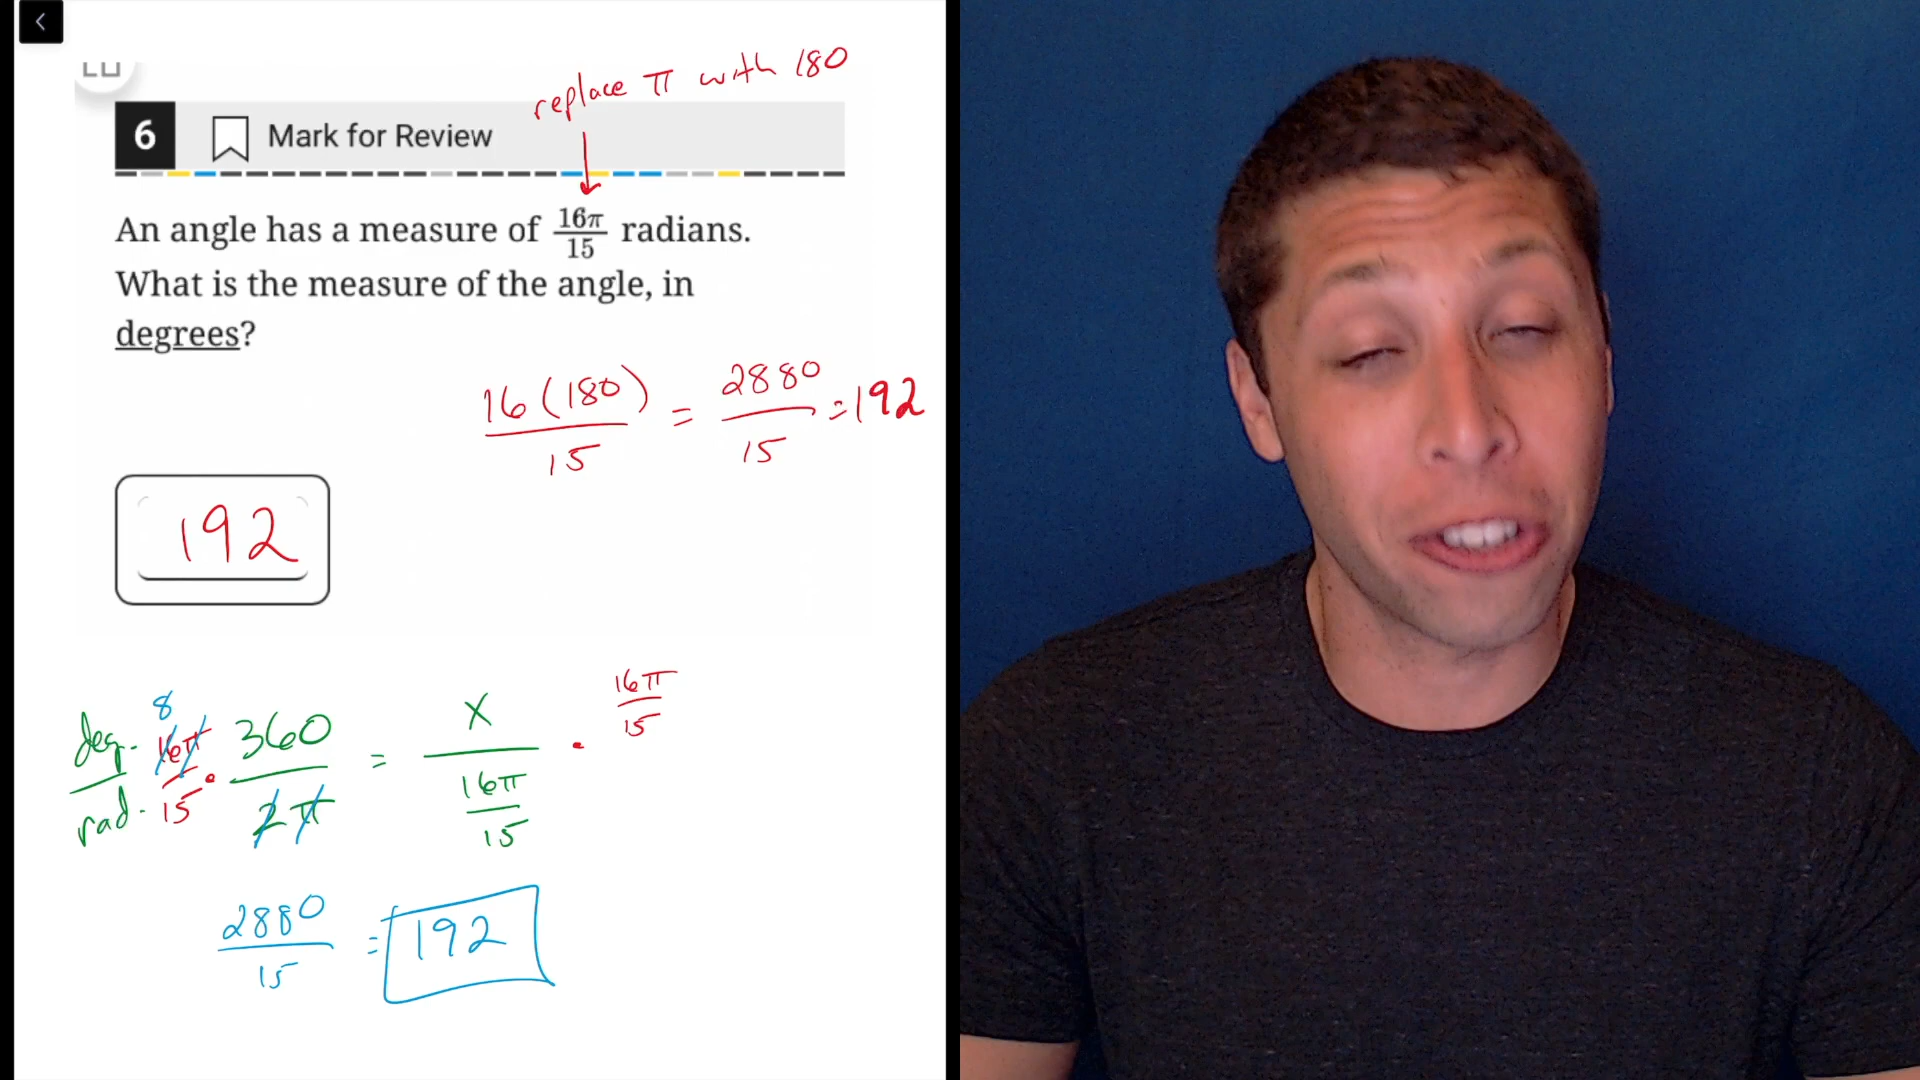 replace π with 180
6 Mark for Review
An angle has a measure of 16π/15 radians.
What is the measure of the angle, in
degrees?
16(180)/15 = 2880/15 = 192
192
deg./rad. 8 16π/15 · 360/2π = x/(16π/15) · 16π/15
2880/15 = 192